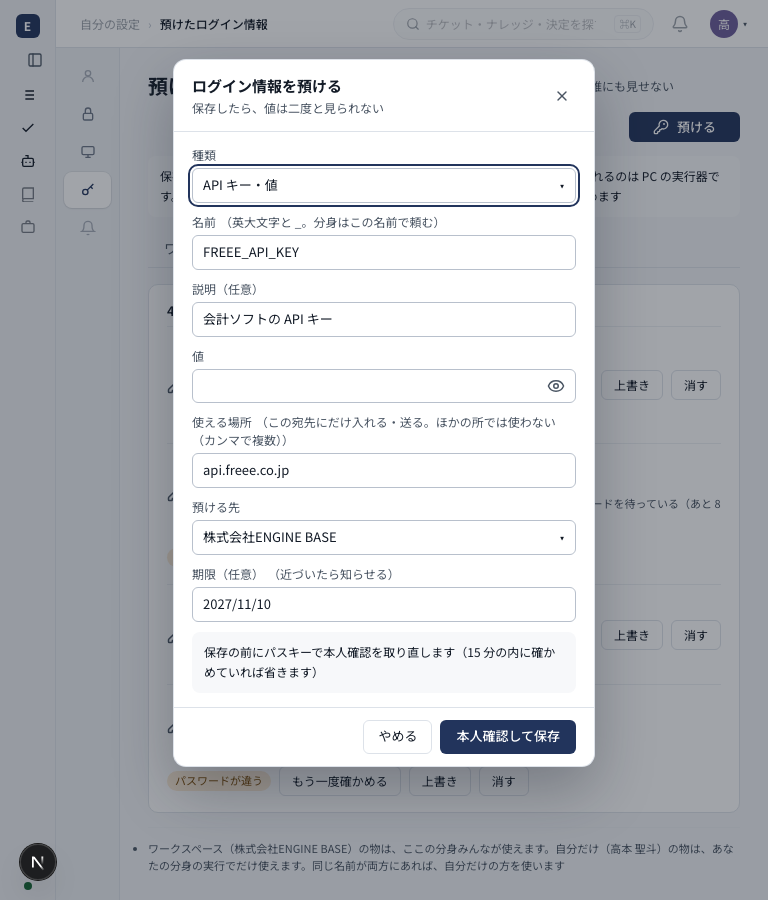 E
自分の設定 › 預けたログイン情報
チケット・ナレッジ・決定を探
⌘K
高
預け
誰にも見せない
預ける
ログイン情報を預ける
保存したら、値は二度と見られない
種類
API キー・値
名前 （英大文字と _。分身はこの名前で頼む）
FREEE_API_KEY
説明（任意）
会計ソフトの API キー
値
使える場所 （この宛先にだけ入れる・送る。ほかの所では使わない
（カンマで複数））
api.freee.co.jp
預ける先
株式会社ENGINE BASE
期限（任意） （近づいたら知らせる）
2027/11/10
保存の前にパスキーで本人確認を取り直します（15 分の内に確か
めていれば省きます）
やめる
本人確認して保存
れるのは PC の実行器で
ます
上書き
消す
ードを待っている（あと 8
上書き
消す
パスワードが違う
もう一度確かめる
上書き
消す
• ワークスペース（株式会社ENGINE BASE）の物は、ここの分身みんなが使えます。自分だけ（高本 聖斗）の物は、あな
たの分身の実行でだけ使えます。同じ名前が両方にあれば、自分だけの方を使います
N